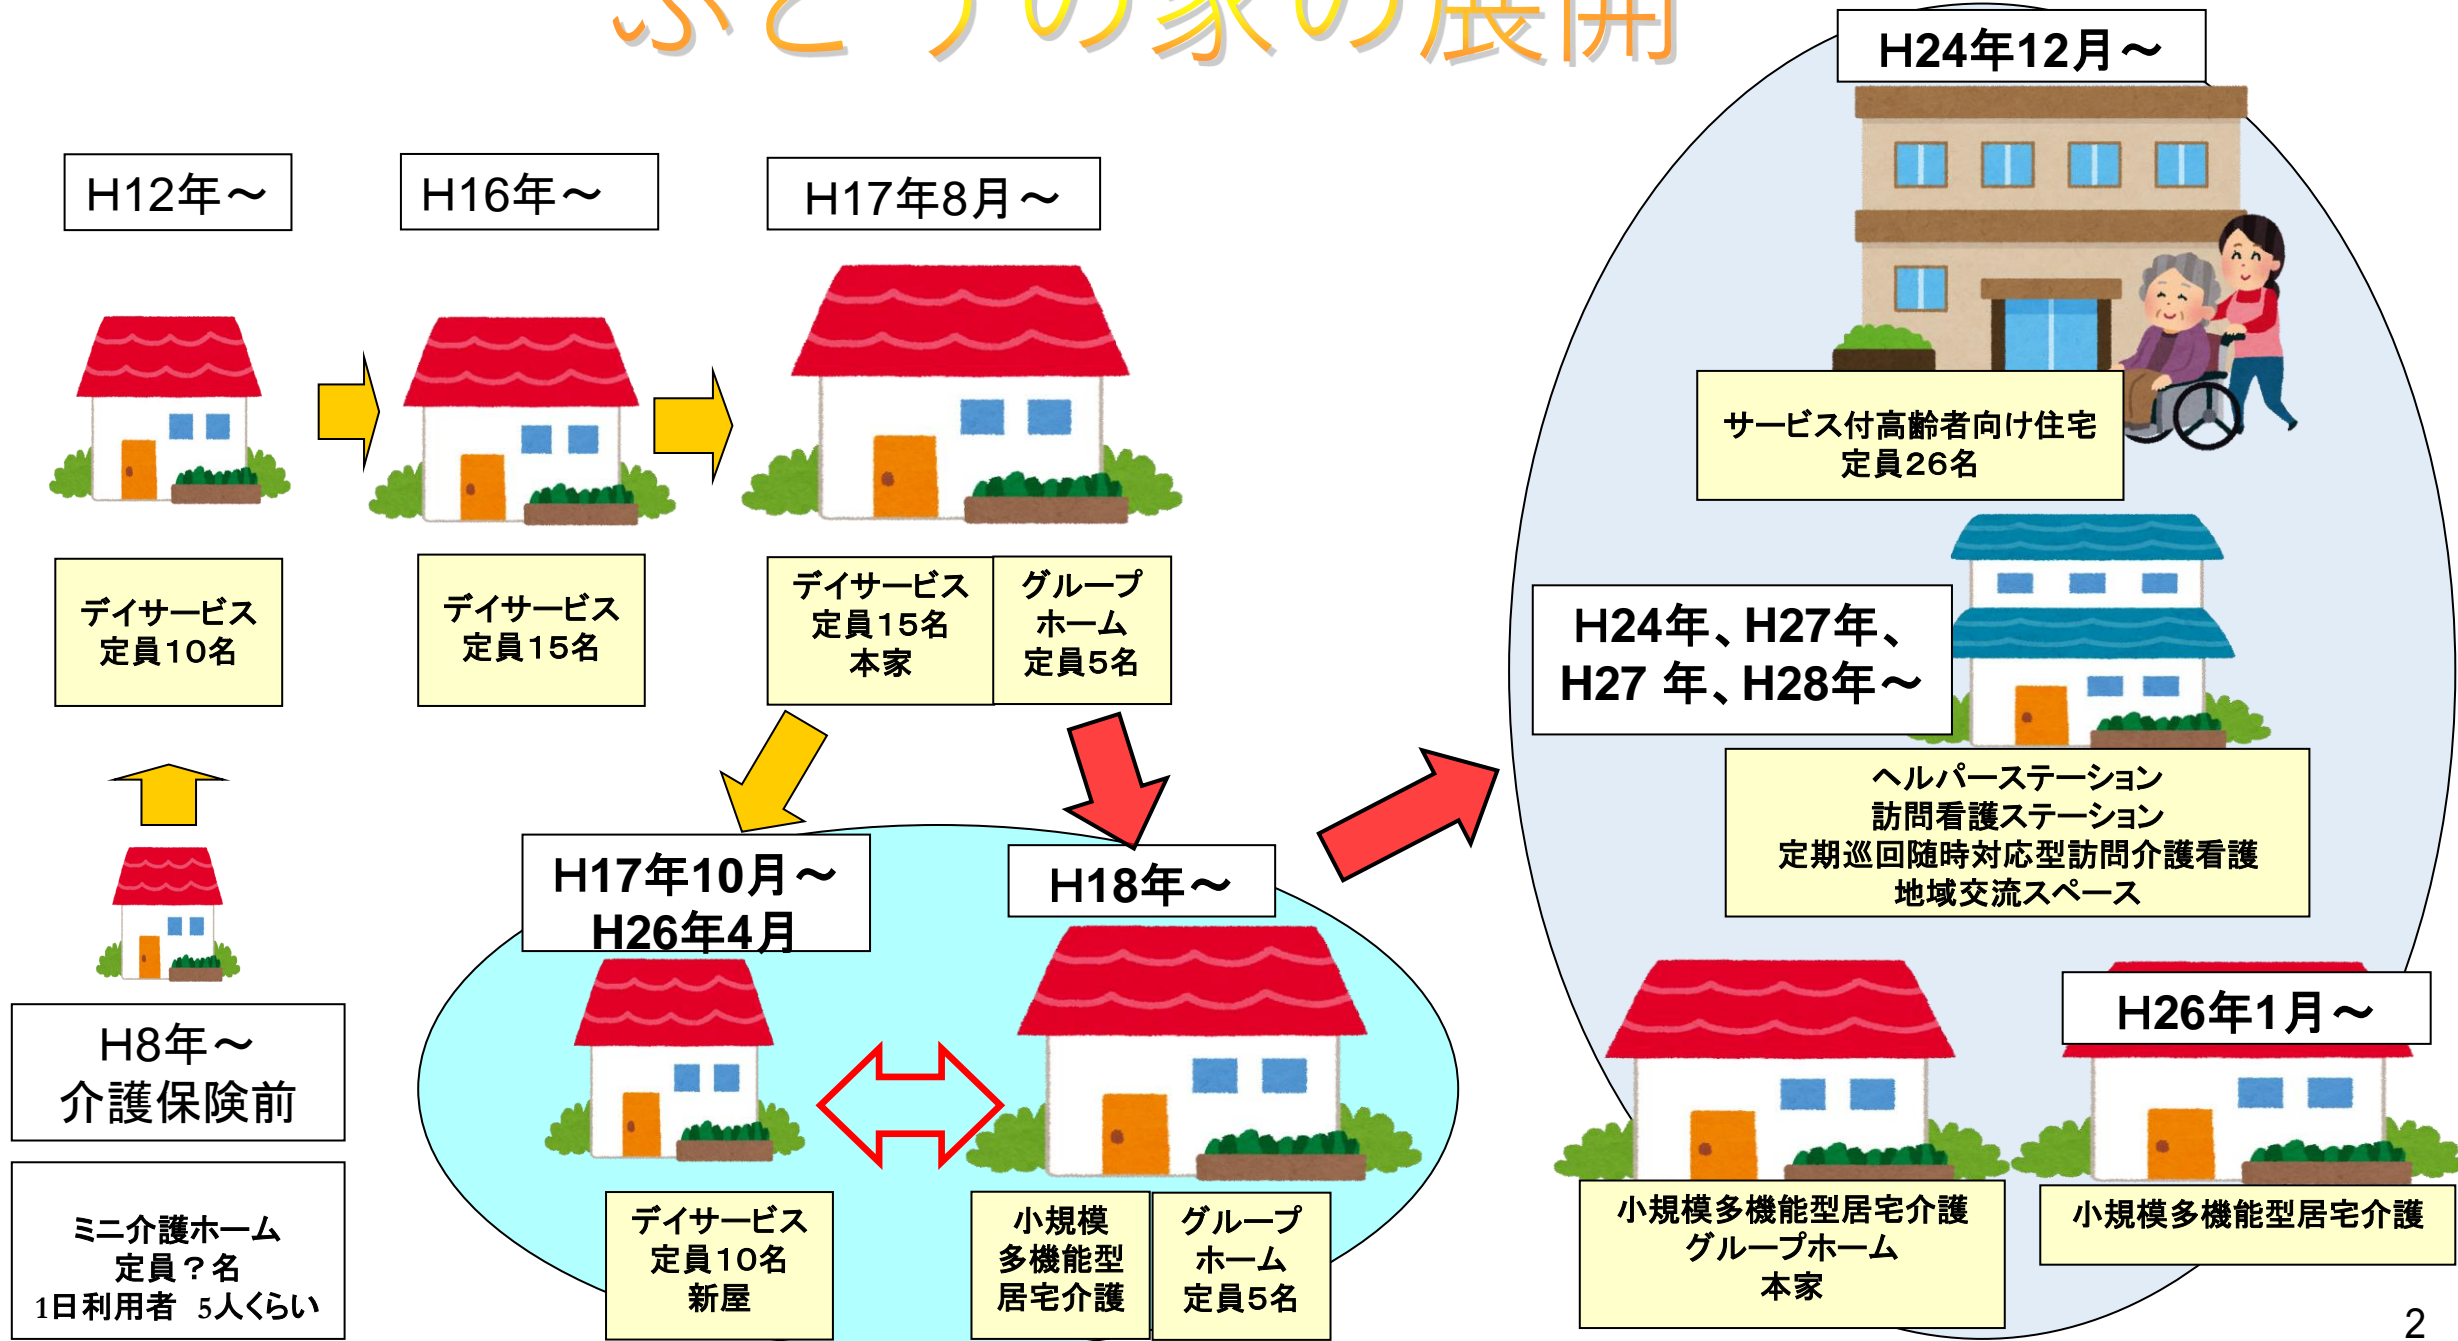 ぶどうの家の展開
H12年～
H16年～
H17年8月～
デイサービス
定員10名
デイサービス
定員15名
デイサービス
定員15名
本家
グループ
ホーム
定員5名
H8年～
介護保険前
ミニ介護ホーム
定員？名
1日利用者 5人くらい
H17年10月～
H26年4月
H18年～
デイサービス
定員10名
新屋
小規模
多機能型
居宅介護
グループ
ホーム
定員5名
H24年12月～
サービス付高齢者向け住宅
定員26名
H24年、H27年、
H27 年、H28年～
ヘルパーステーション
訪問看護ステーション
定期巡回随時対応型訪問介護看護
地域交流スペース
H26年1月～
小規模多機能型居宅介護
グループホーム
本家
小規模多機能型居宅介護
2